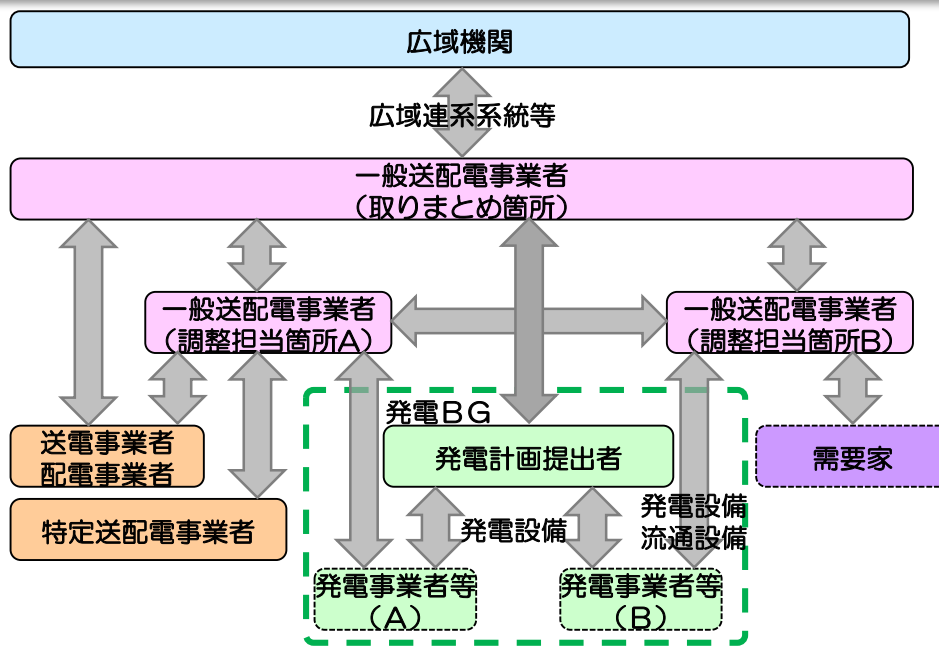 広域機関
広域連系系統等
一般送配電事業者
（取りまとめ箇所）
一般送配電事業者
（調整担当箇所A）
一般送配電事業者
（調整担当箇所B）
発電BG
送電事業者
配電事業者
発電計画提出者
需要家
特定送配電事業者
発電設備
発電設備
流通設備
発電事業者等
（A）
発電事業者等
（B）